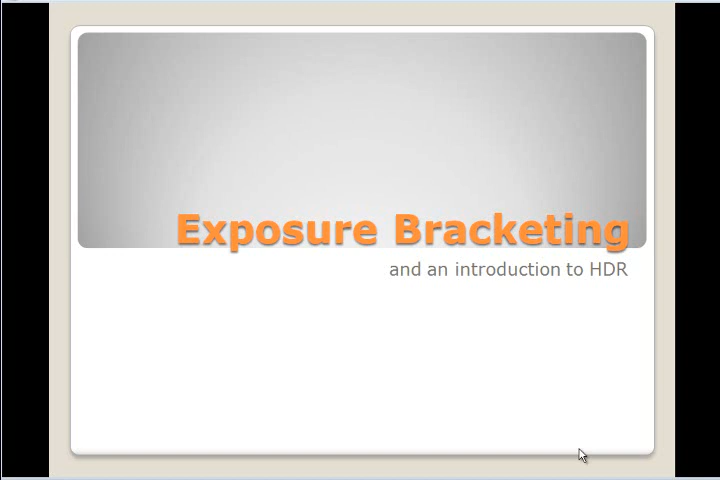 Exposure Bracketing
and an introduction to HDR